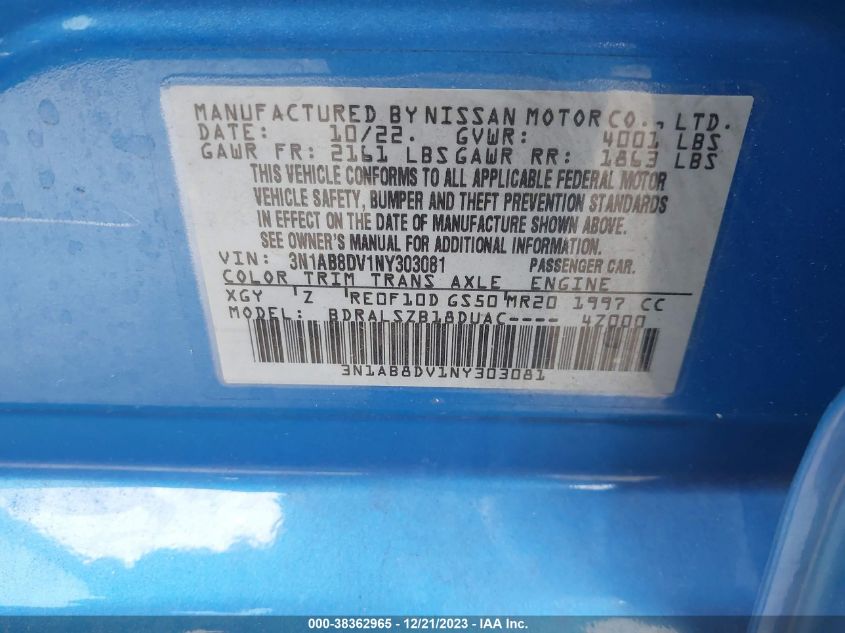 MANUFACTURED BY NISSAN MOTOR CO., LTD.
DATE: 10/22. GVWR: 4001 LBS
GAWR FR: 2161 LBS GAWR RR: 1863 LBS
THIS VEHICLE CONFORMS TO ALL APPLICABLE FEDERAL MOTOR
VEHICLE SAFETY, BUMPER AND THEFT PREVENTION STANDARDS
IN EFFECT ON THE DATE OF MANUFACTURE SHOWN ABOVE.
SEE OWNER'S MANUAL FOR ADDITIONAL INFORMATION.
VIN: 3N1AB8DV1NY303081 PASSENGER CAR.
COLOR TRIM TRANS AXLE ENGINE
XGY Z RE0F10D GS50 MR20 1997 CC
MODEL: BDRALSZB18DUAC---- 4Z000
3N1AB8DV1NY303081
000-38362965 - 12/21/2023 - IAA Inc.